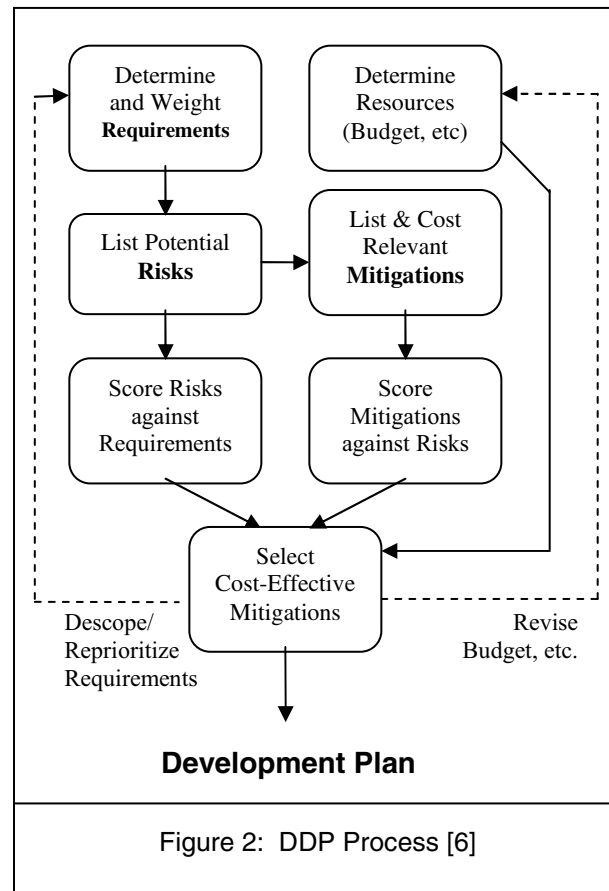 Determine
and Weight
Requirements
Determine
Resources
(Budget, etc)
List Potential
Risks
List & Cost
Relevant
Mitigations
Score Risks
against
Requirements
Score
Mitigations
against Risks
Select
Cost-Effective
Mitigations
Descope/
Reprioritize
Requirements
Revise
Budget, etc.
Development Plan
Figure 2: DDP Process [6]